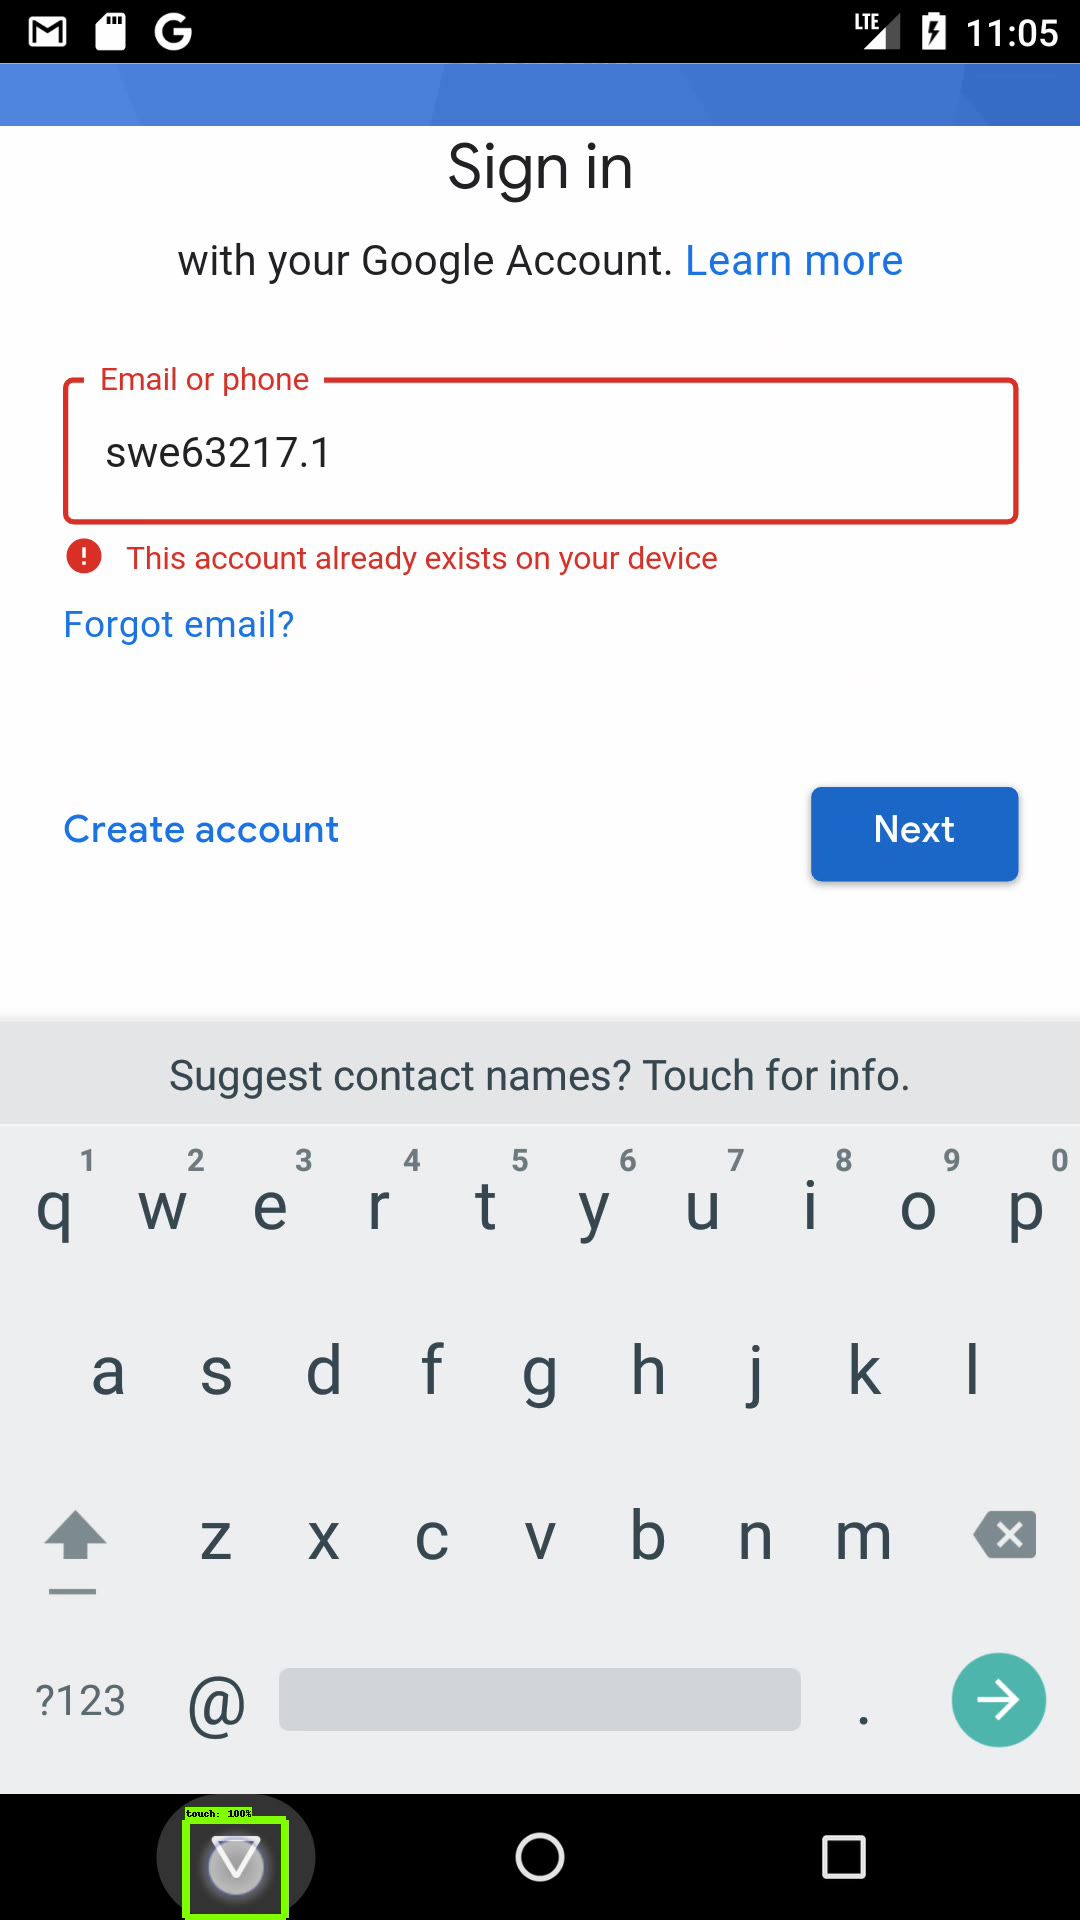 LTE 11:05
Sign in
with your Google Account. Learn more
Email or phone
swe63217.1
This account already exists on your device
Forgot email?
Create account Next
Suggest contact names? Touch for info.
1 2 3 4 5 6 7 8 9 0
q w e r t y u i o p
a s d f g h j k l
z x c v b n m
?123 @ .
touch: 100%